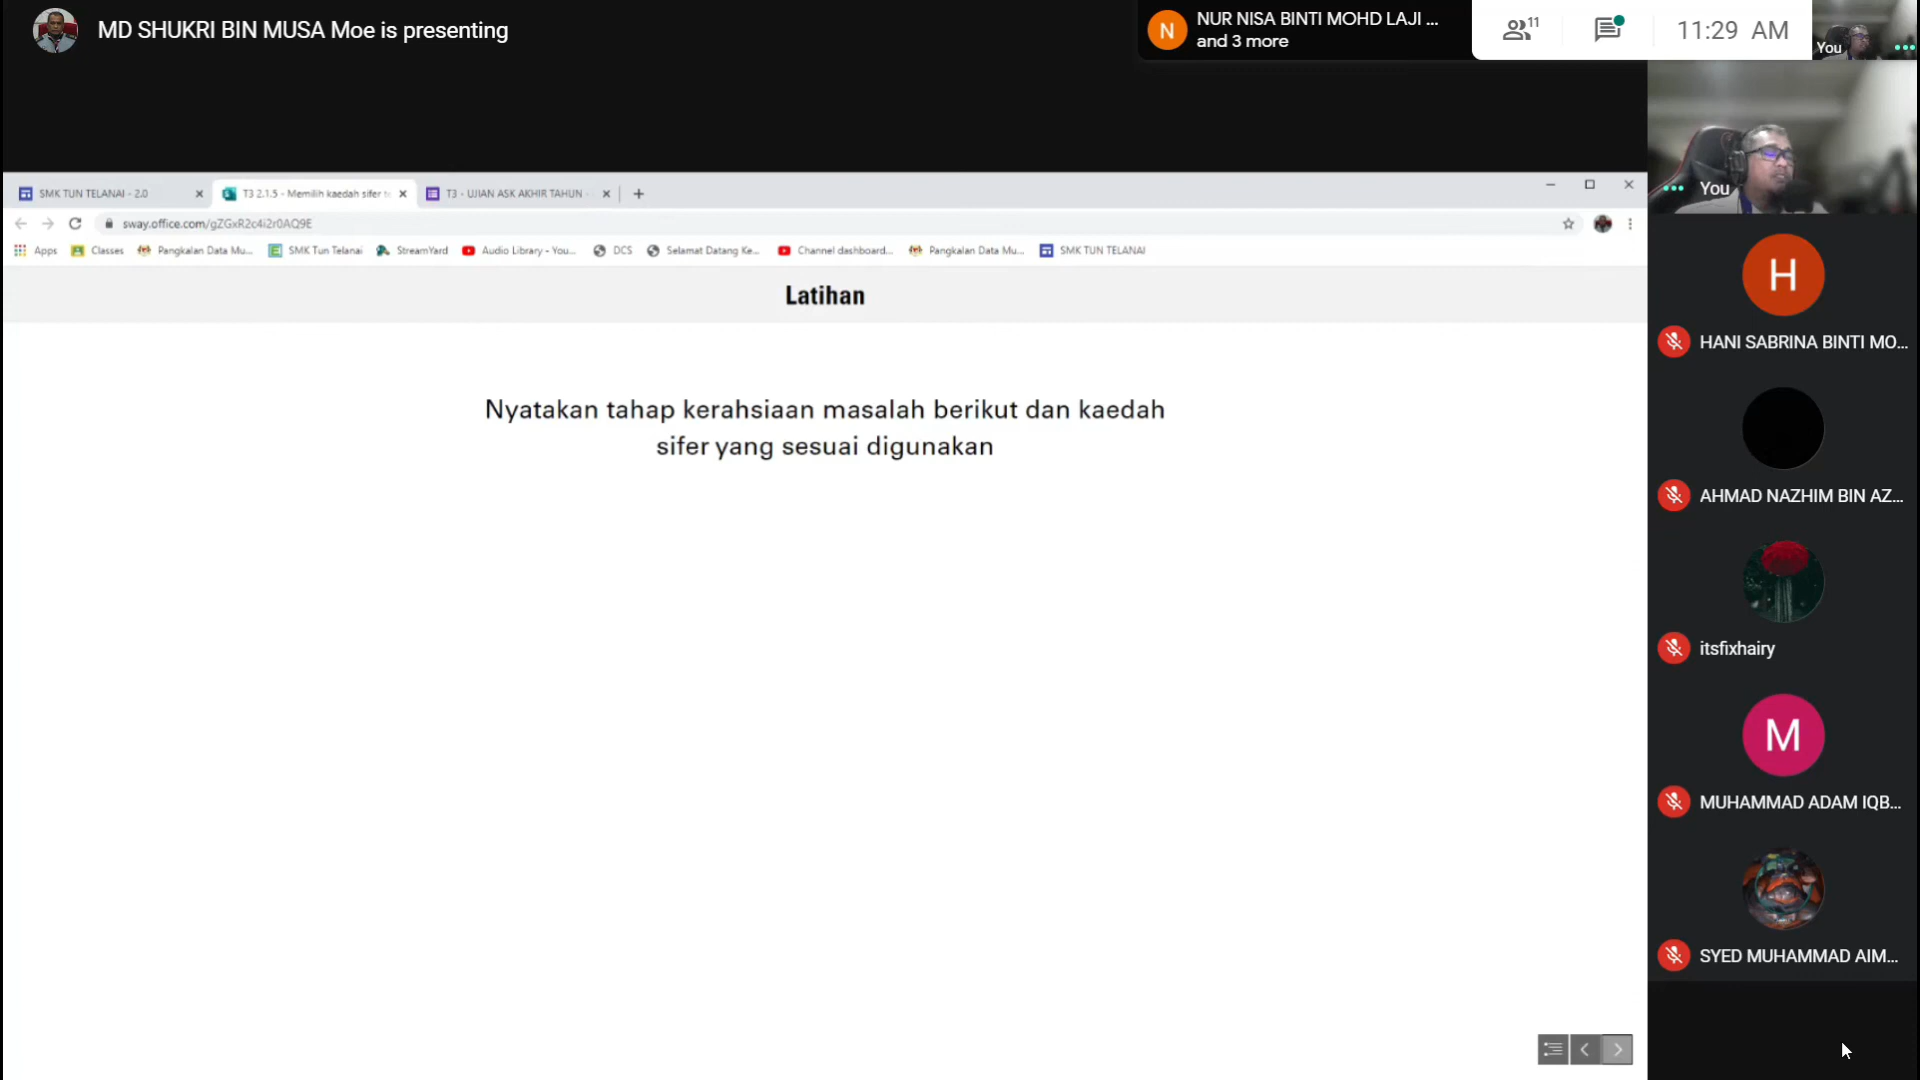 MD SHUKRI BIN MUSA Moe is presenting
N
NUR NISA BINTI MOHD LAJI ...
and 3 more
11
11:29 AM
You
SMK TUN TELANAI - 2.0
T3 2.1.5 - Memilih kaedah sifer te
T3 - UJIAN ASK AKHIR TAHUN -
sway.office.com/gZGxR2c4i2r0AQ9E
Apps
Classes
Pangkalan Data Mu...
SMK Tun Telanai
StreamYard
Audio Library - You...
DCS
Selamat Datang Ke...
Channel dashboard...
Pangkalan Data Mu...
SMK TUN TELANAI
Latihan
Nyatakan tahap kerahsiaan masalah berikut dan kaedah
sifer yang sesuai digunakan
You
H
HANI SABRINA BINTI MO...
AHMAD NAZHIM BIN AZ...
itsfixhairy
M
MUHAMMAD ADAM IQB...
SYED MUHAMMAD AIM...